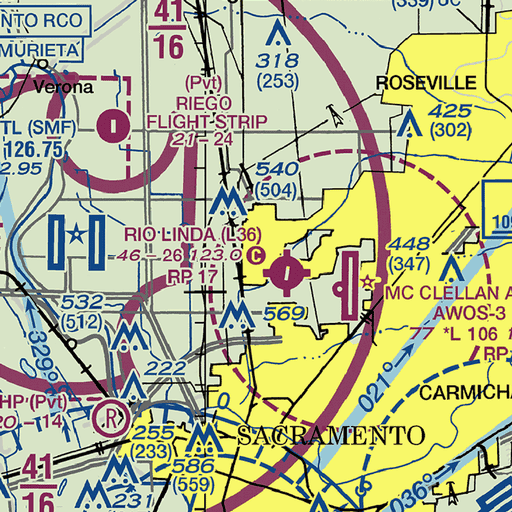 NTO RCO
MURIETA
41
16
318
(253)
(339) UC
ROSEVILLE
Verona
(Pvt)
RIEGO
FLIGHT STRIP
21 - 24
425
(302)
TL (SMF)
126.75
2.95
540
(504)
109
RIO LINDA (L36)
46 - 26 123.0 C
RP 17
448
(347)
MC CLELLAN A
AWOS-3
77 *L 106
RP
532
(512)
569
329°
222
021°
CARMICHA
HP (Pvt)
20 - 14
R
0
255
(233)
SACRAMENTO
586
(559)
41
16
231
036°